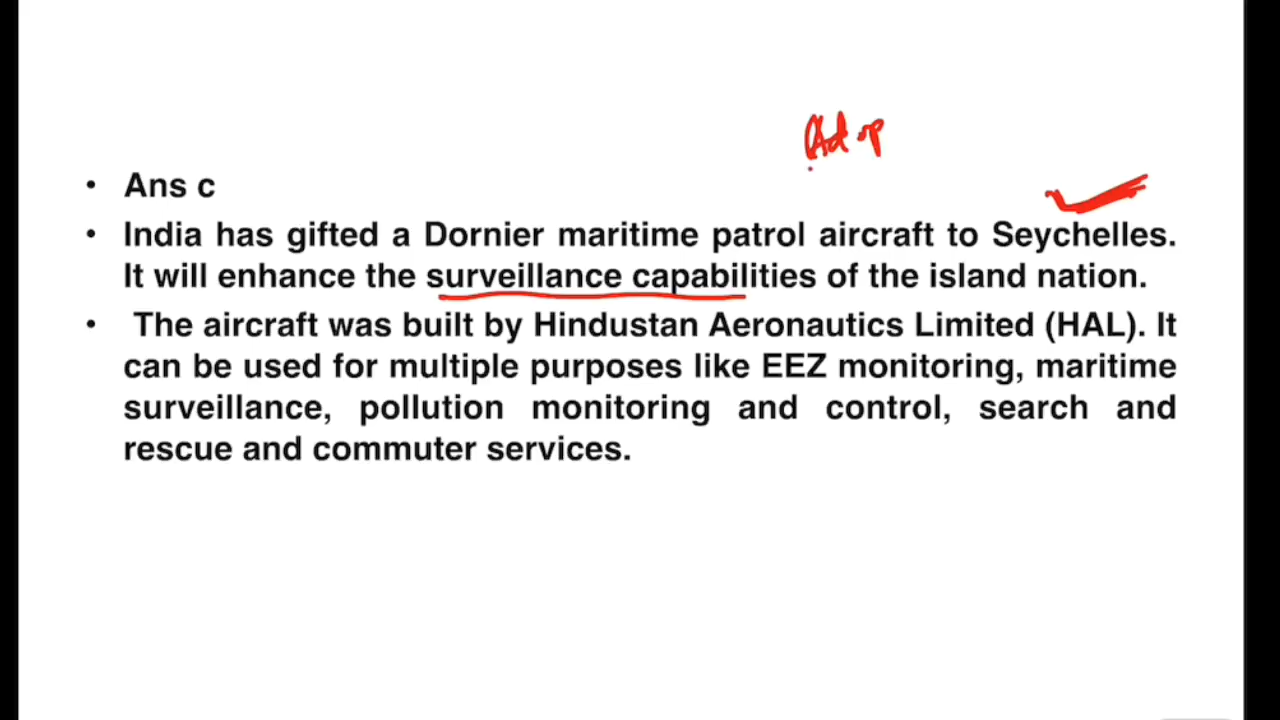 • Ans c
• India has gifted a Dornier maritime patrol aircraft to Seychelles.
It will enhance the surveillance capabilities of the island nation.
• The aircraft was built by Hindustan Aeronautics Limited (HAL). It
can be used for multiple purposes like EEZ monitoring, maritime
surveillance, pollution monitoring and control, search and
rescue and commuter services.